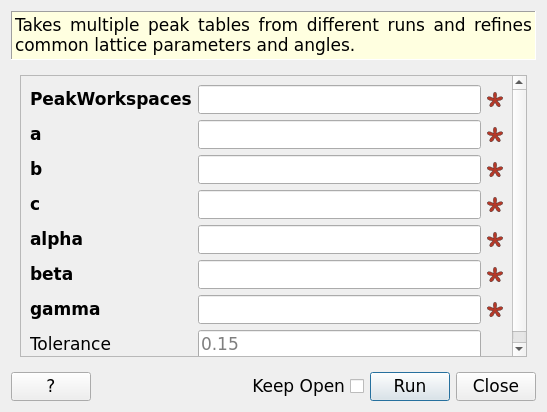 Takes multiple peak tables from different runs and refines
common lattice parameters and angles.
PeakWorkspaces
a
b
c
alpha
beta
gamma
Tolerance 0.15
? Keep Open Run Close